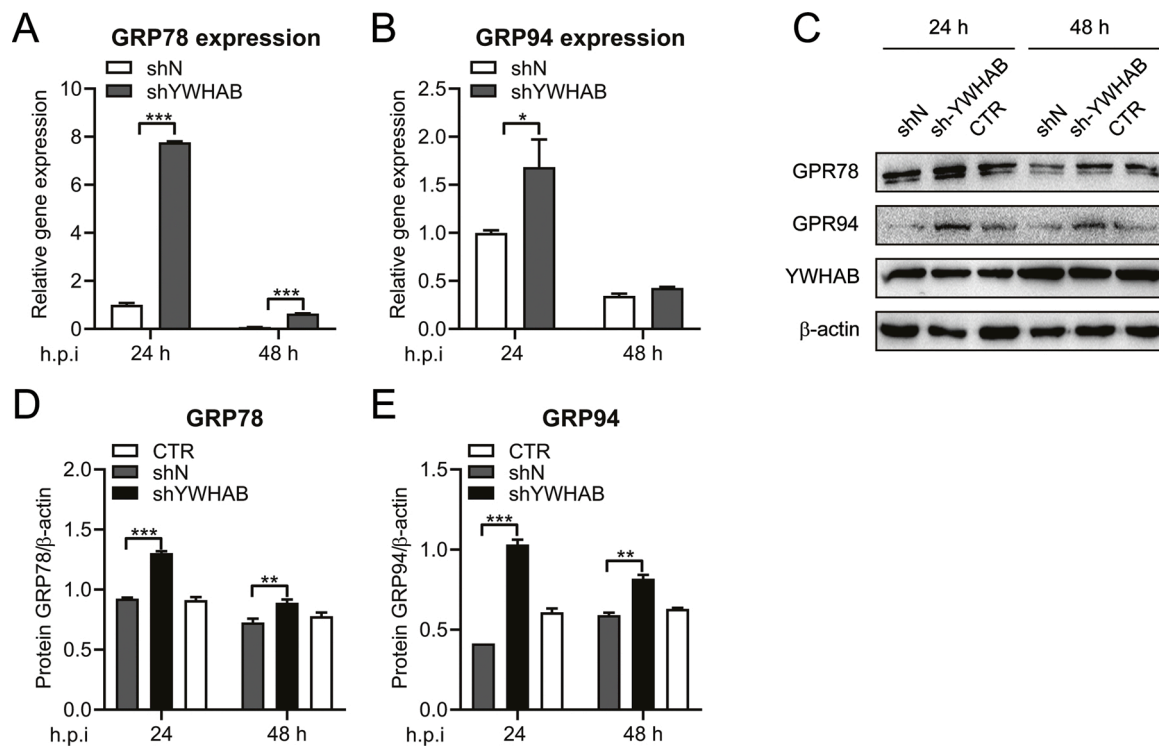 A
GRP78 expression
shN
shYWHAB
Relative gene expression
10
8
6
4
2
0
***
***
h.p.i
24 h
48 h
B
GRP94 expression
shN
shYWHAB
Relative gene expression
2.5
2.0
1.5
1.0
0.5
0.0
*
h.p.i
24
48 h
C
24 h
48 h
shN
sh-YWHAB
CTR
shN
sh-YWHAB
CTR
GPR78
GPR94
YWHAB
β-actin
D
GRP78
CTR
shN
shYWHAB
Protein GRP78/β-actin
2.0
1.5
1.0
0.5
0.0
***
**
h.p.i
24
48 h
E
GRP94
CTR
shN
shYWHAB
Protein GRP94/β-actin
1.5
1.0
0.5
0.0
***
**
h.p.i
24
48 h